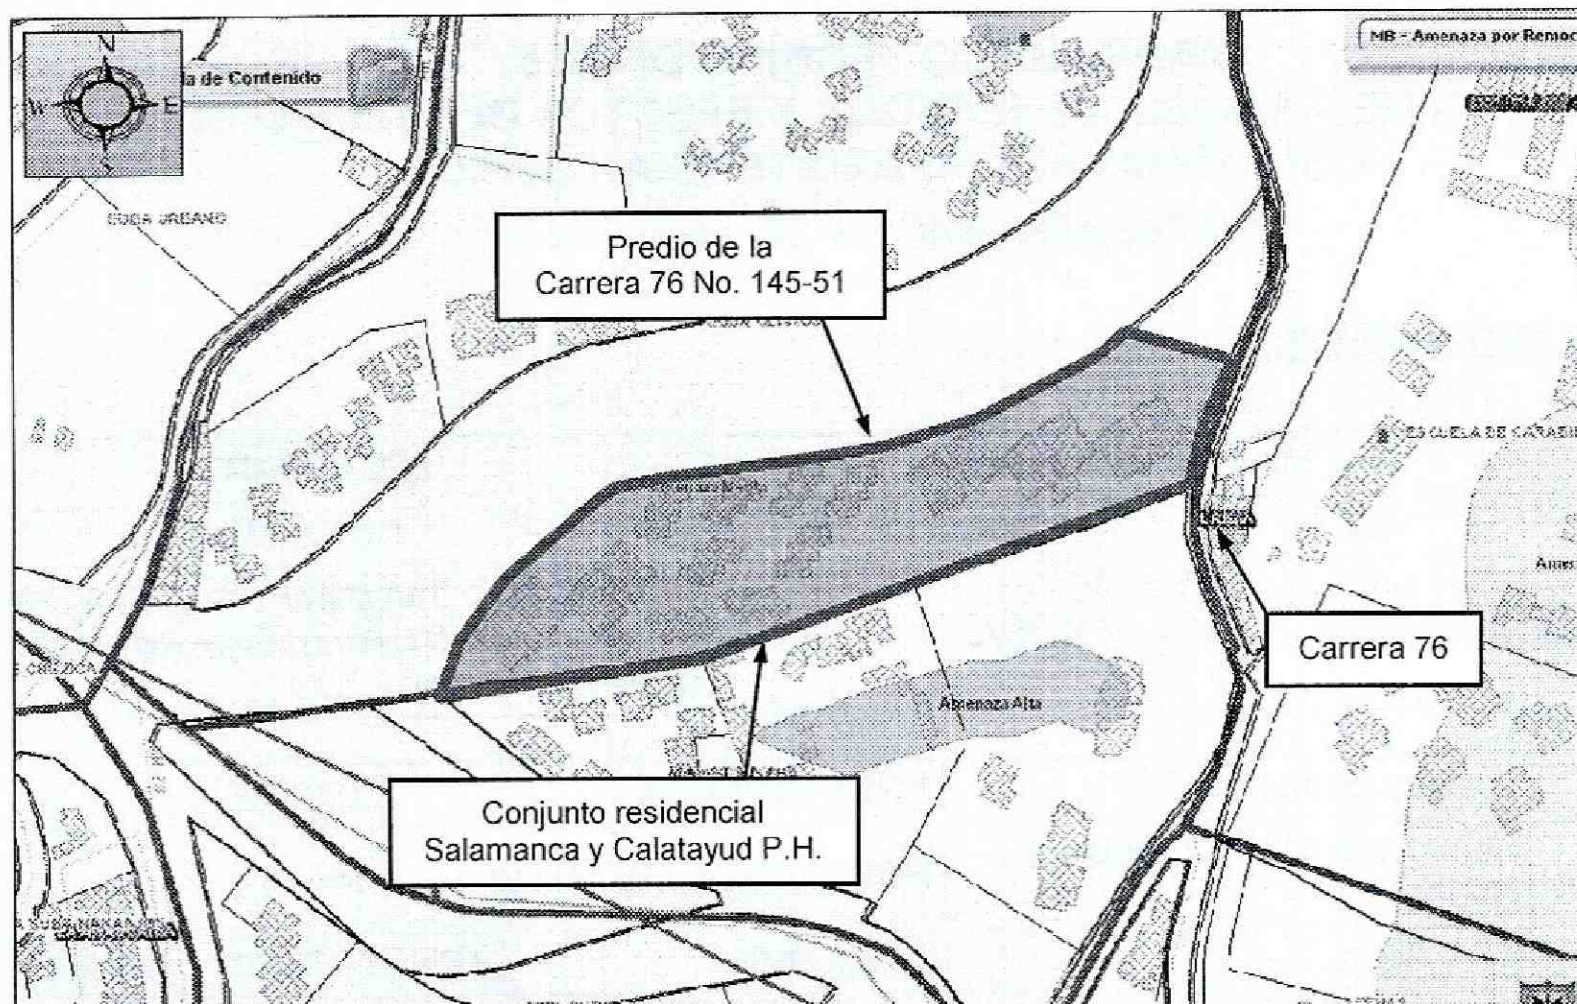 N
MB - Amenaza por Remoc
la de Contenido
W
E
S
SUBA URBANO
Predio de la
Carrera 76 No. 145-51
ESCUELA DE CARABI
Carrera 76
Amenaza Alta
Conjunto residencial
Salamanca y Calatayud P.H.